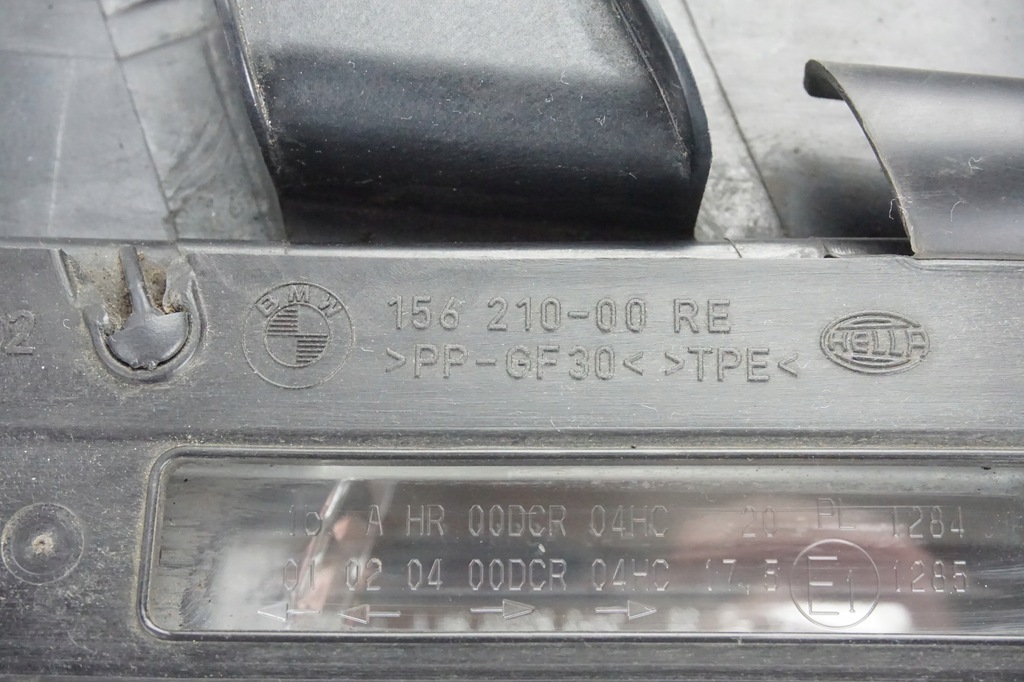 02
BMW
156 210-00 RE
>PP-GF30< >TPE<
HELLA
A HR 00DCR 04HC 20 PL 1284
01 02 04 00DCR 04HC 17,5 E1 1285